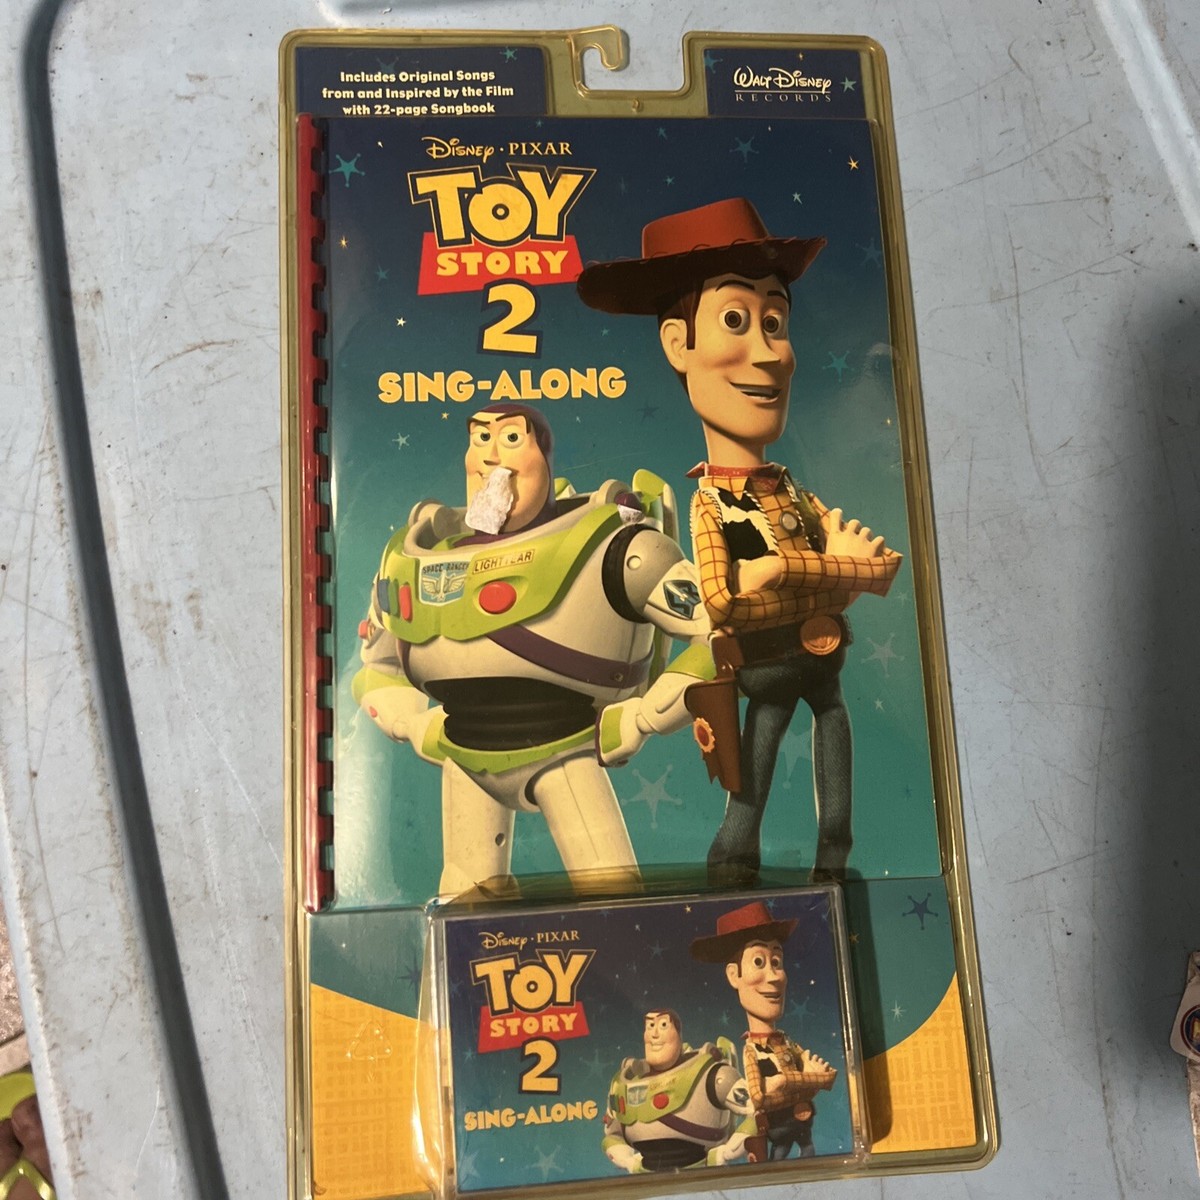 Includes Original Songs
from and Inspired by the Film
with 22-page Songbook
WALT DISNEY
RECORDS
DISNEY · PIXAR
TOY
STORY
2
SING-ALONG
SPACE RANGER
LIGHTYEAR
DISNEY · PIXAR
TOY
STORY
2
SING-ALONG